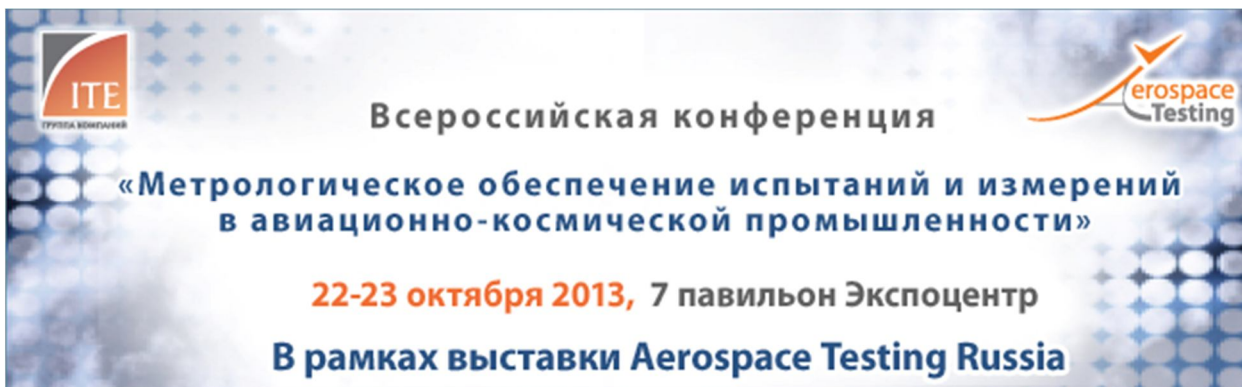 ITE
ГРУППА КОМПАНИЙ
erospace
Testing
Всероссийская конференция
«Метрологическое обеспечение испытаний и измерений
в авиационно-космической промышленности»
22-23 октября 2013, 7 павильон Экспоцентр
В рамках выставки Aerospace Testing Russia